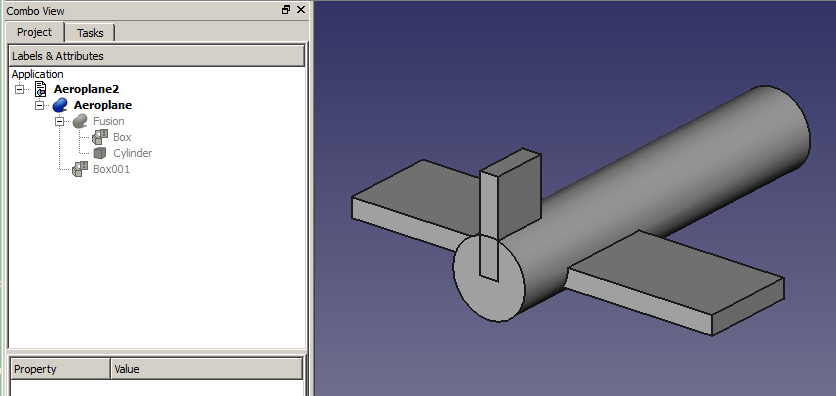 Combo View
Project Tasks
Labels & Attributes
Application
Aeroplane2
Aeroplane
Fusion
Box
Cylinder
Box001
Property Value